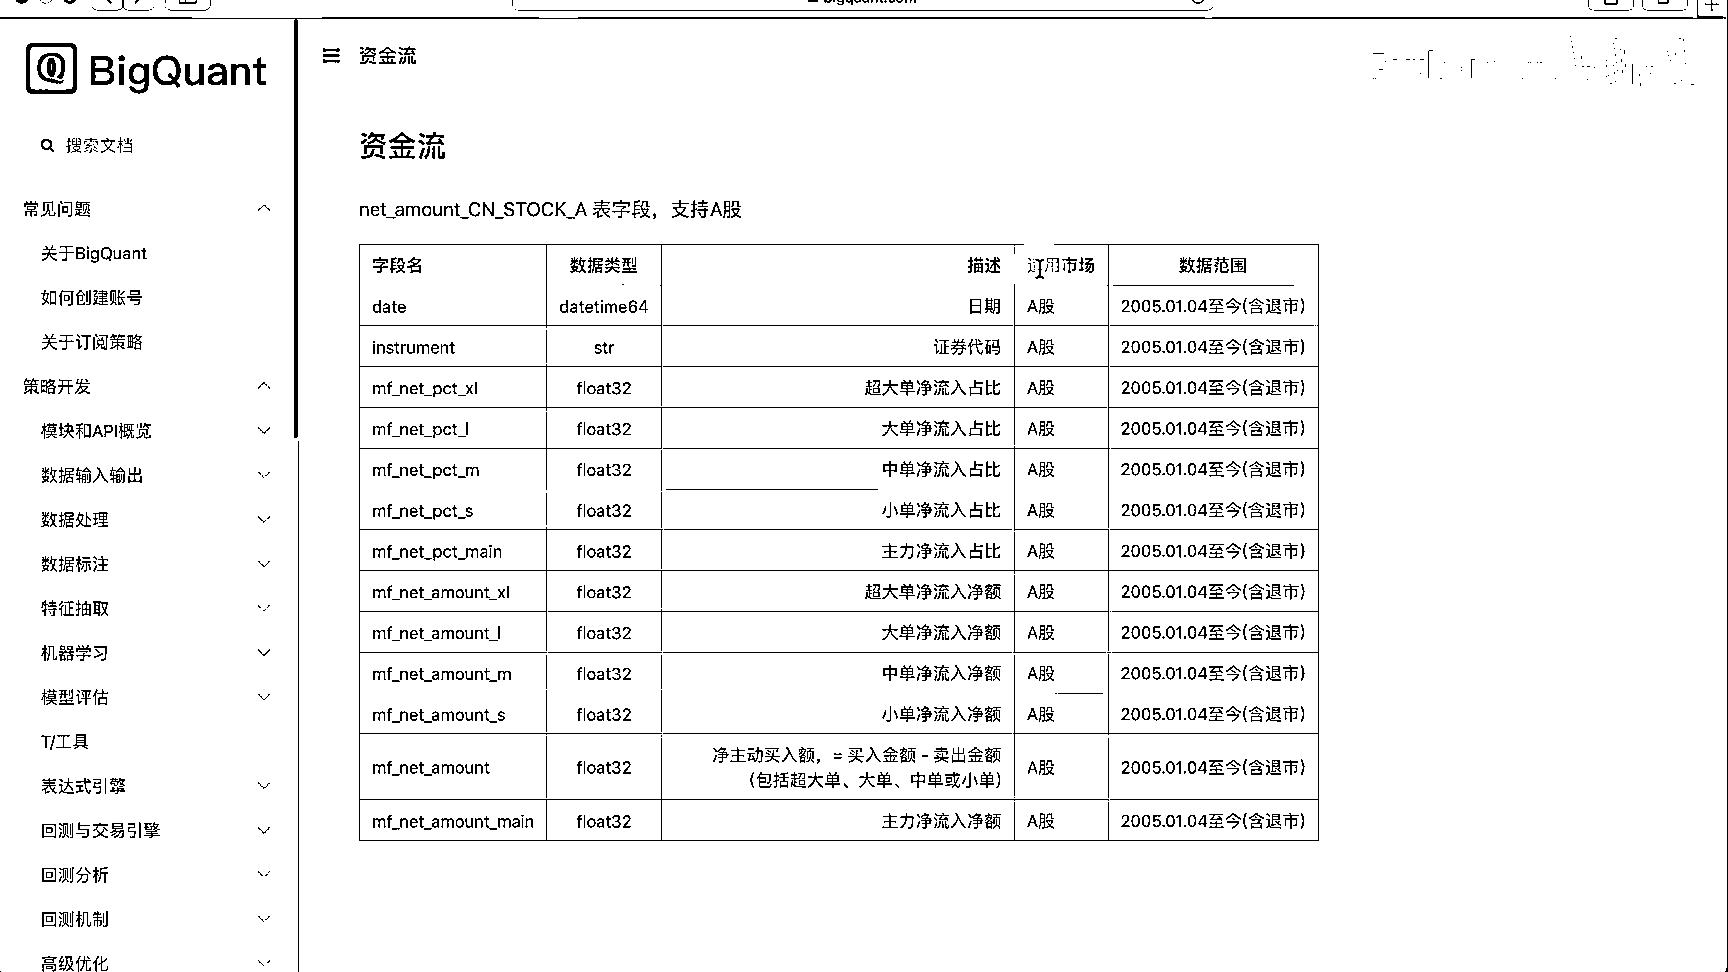 BigQuant
资金流
搜索文档
常见问题
关于BigQuant
如何创建账号
关于订阅策略
策略开发
模块和API概览
数据输入输出
数据处理
数据标注
特征抽取
机器学习
模型评估
T/工具
表达式引擎
回测与交易引擎
回测分析
回测机制
高级优化
资金流
net_amount_CN_STOCK_A 表字段，支持A股
字段名 数据类型 描述 适用市场 数据范围
date datetime64 日期 A股 2005.01.04至今(含退市)
instrument str 证券代码 A股 2005.01.04至今(含退市)
mf_net_pct_xl float32 超大单净流入占比 A股 2005.01.04至今(含退市)
mf_net_pct_l float32 大单净流入占比 A股 2005.01.04至今(含退市)
mf_net_pct_m float32 中单净流入占比 A股 2005.01.04至今(含退市)
mf_net_pct_s float32 小单净流入占比 A股 2005.01.04至今(含退市)
mf_net_pct_main float32 主力净流入占比 A股 2005.01.04至今(含退市)
mf_net_amount_xl float32 超大单净流入净额 A股 2005.01.04至今(含退市)
mf_net_amount_l float32 大单净流入净额 A股 2005.01.04至今(含退市)
mf_net_amount_m float32 中单净流入净额 A股 2005.01.04至今(含退市)
mf_net_amount_s float32 小单净流入净额 A股 2005.01.04至今(含退市)
mf_net_amount float32 净主动买入额，= 买入金额 - 卖出金额 A股 2005.01.04至今(含退市)
(包括超大单、大单、中单或小单)
mf_net_amount_main float32 主力净流入净额 A股 2005.01.04至今(含退市)